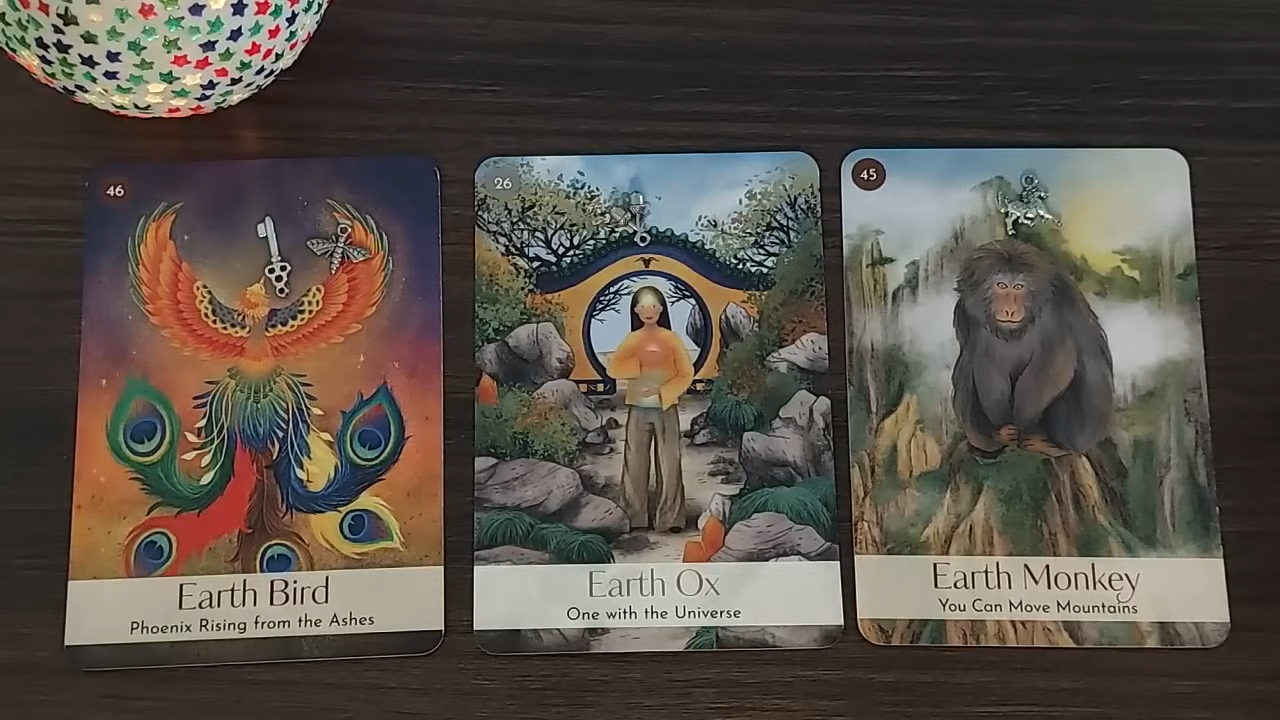 46
Earth Bird
Phoenix Rising from the Ashes
26
Earth Ox
One with the Universe
45
Earth Monkey
You Can Move Mountains